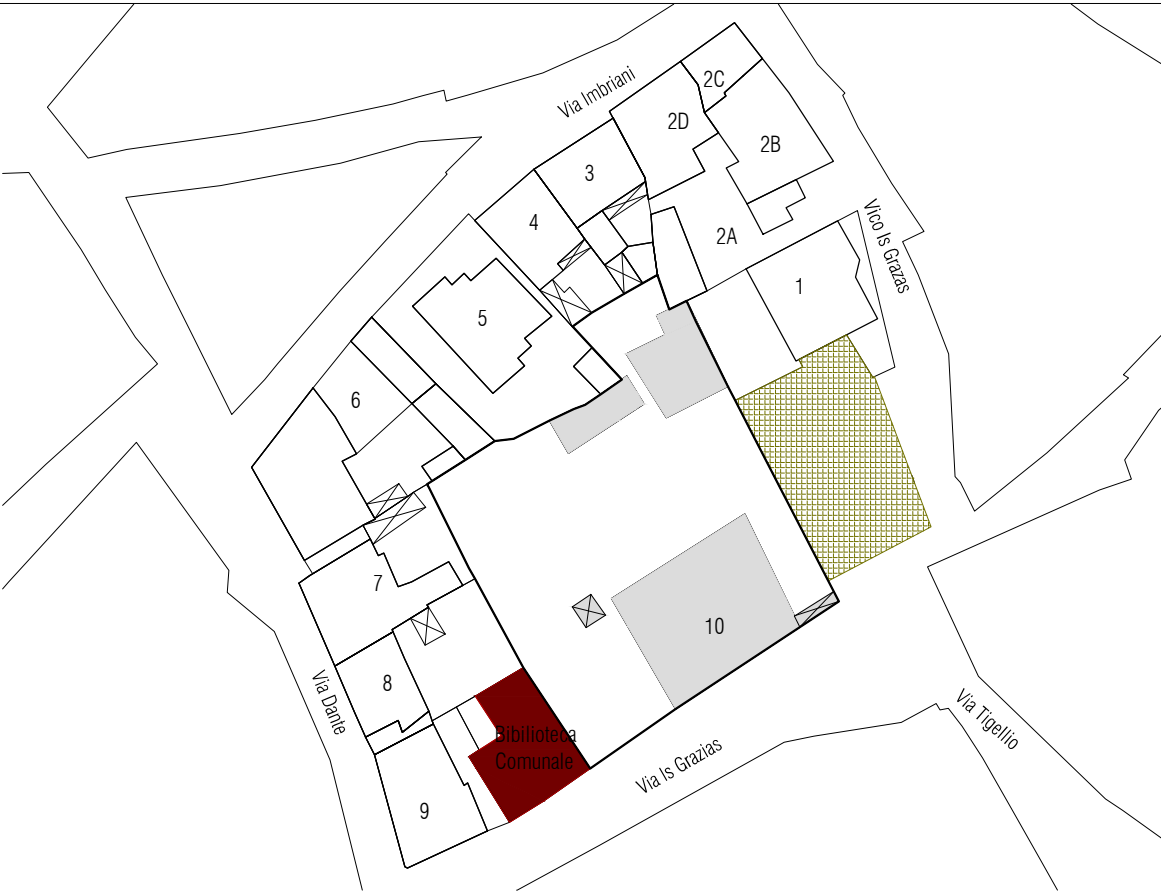 Via Imbriani
2C
2D
2B
3
4
2A
Vico Is Grazas
1
5
6
7
10
8
Via Dante
Via Tigellio
Bibilioteca
Comunale
Via Is Grazias
9